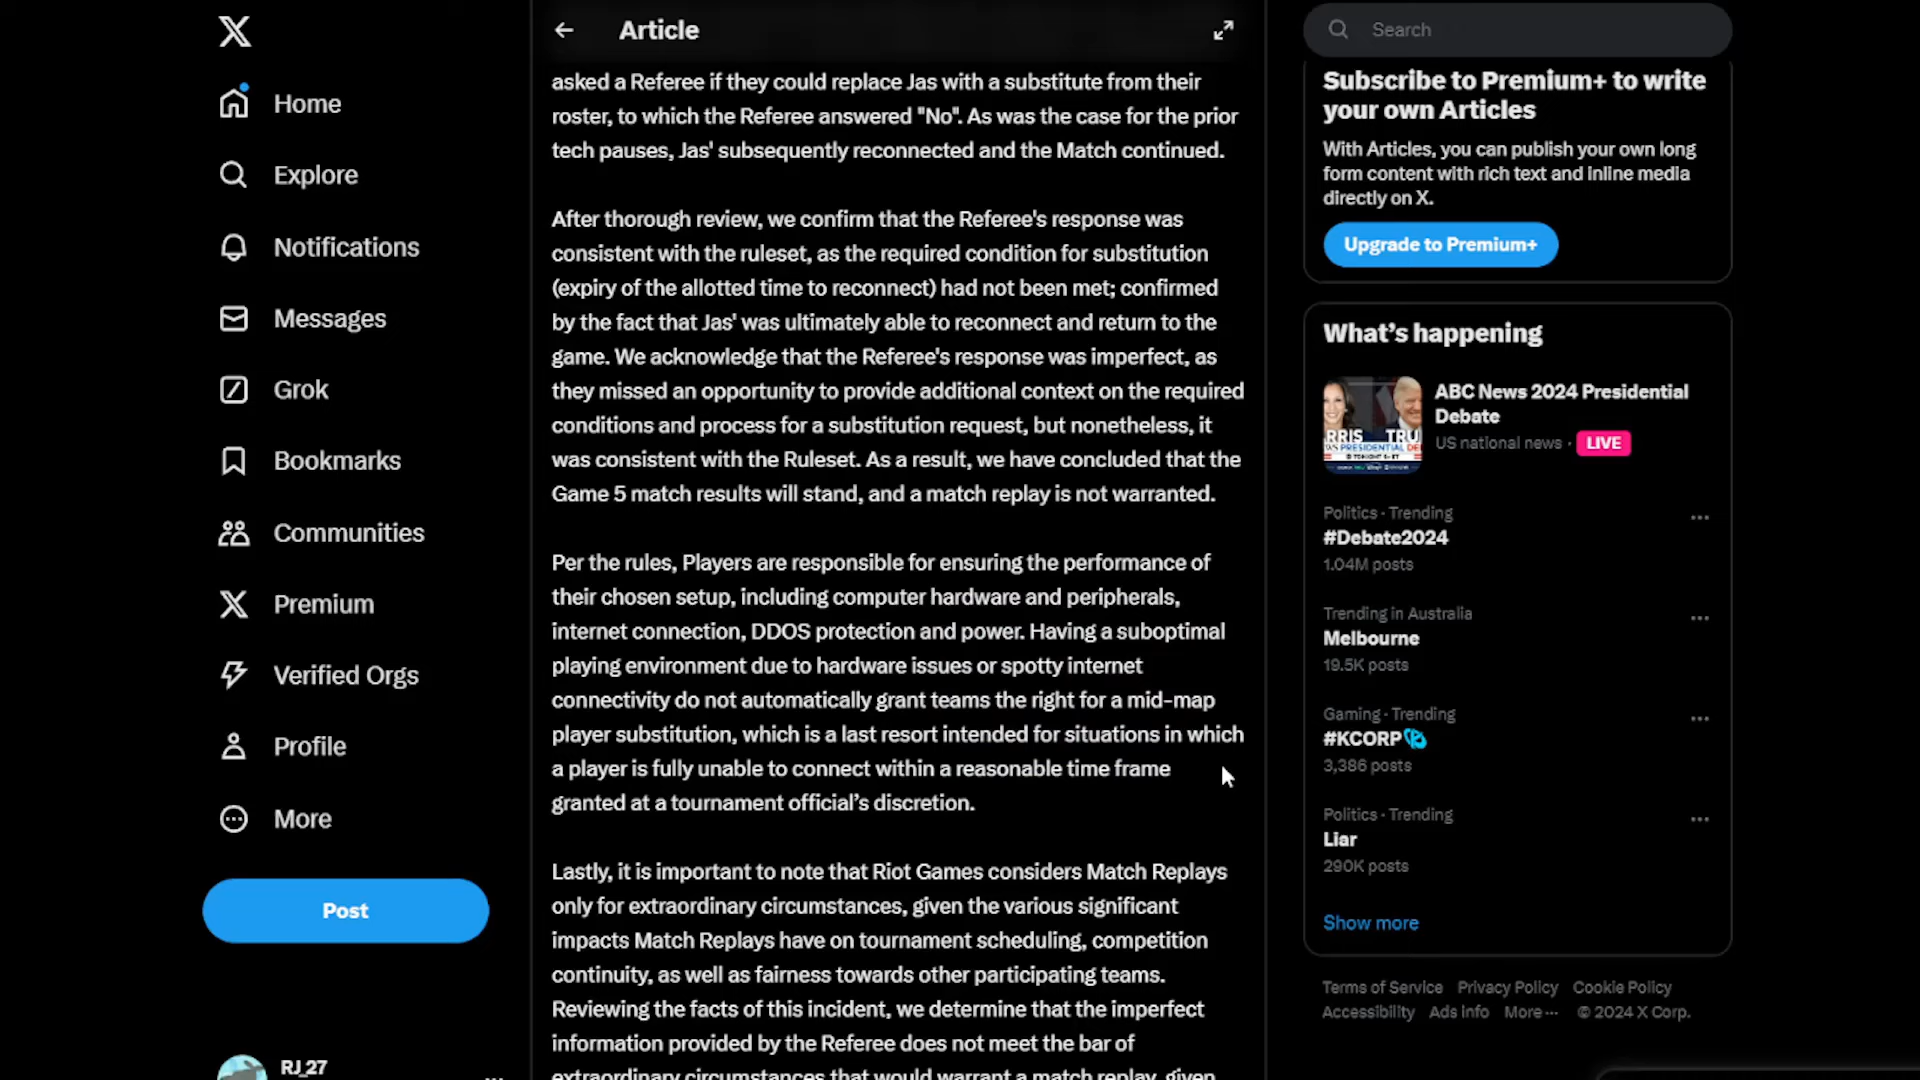 Home
Explore
Notifications
Messages
Grok
Bookmarks
Communities
Premium
Verified Orgs
Profile
More
Post
RJ_27
Article
asked a Referee if they could replace Jas with a substitute from their
roster, to which the Referee answered "No". As was the case for the prior
tech pauses, Jas' subsequently reconnected and the Match continued.
After thorough review, we confirm that the Referee's response was
consistent with the ruleset, as the required condition for substitution
(expiry of the allotted time to reconnect) had not been met; confirmed
by the fact that Jas' was ultimately able to reconnect and return to the
game. We acknowledge that the Referee's response was imperfect, as
they missed an opportunity to provide additional context on the required
conditions and process for a substitution request, but nonetheless, it
was consistent with the Ruleset. As a result, we have concluded that the
Game 5 match results will stand, and a match replay is not warranted.
Per the rules, Players are responsible for ensuring the performance of
their chosen setup, including computer hardware and peripherals,
internet connection, DDOS protection and power. Having a suboptimal
playing environment due to hardware issues or spotty internet
connectivity do not automatically grant teams the right for a mid-map
player substitution, which is a last resort intended for situations in which
a player is fully unable to connect within a reasonable time frame
granted at a tournament official’s discretion.
Lastly, it is important to note that Riot Games considers Match Replays
only for extraordinary circumstances, given the various significant
impacts Match Replays have on tournament scheduling, competition
continuity, as well as fairness towards other participating teams.
Reviewing the facts of this incident, we determine that the imperfect
information provided by the Referee does not meet the bar of
extraordinary circumstances that would warrant a match replay, given
Search
Subscribe to Premium+ to write
your own Articles
With Articles, you can publish your own long
form content with rich text and inline media
directly on X.
Upgrade to Premium+
What’s happening
ABC News 2024 Presidential
Debate
US national news · LIVE
Politics · Trending
#Debate2024
1.04M posts
Trending in Australia
Melbourne
19.5K posts
Gaming · Trending
#KCORP
3,386 posts
Politics · Trending
Liar
290K posts
Show more
Terms of Service Privacy Policy Cookie Policy
Accessibility Ads info More ··· © 2024 X Corp.